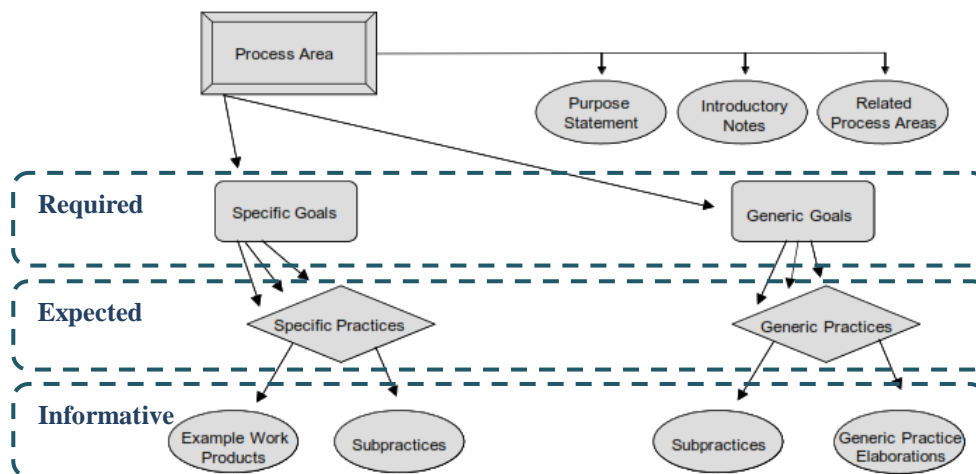 Process Area
Purpose
Statement
Introductory
Notes
Related
Process Areas
Required
Specific Goals
Generic Goals
Expected
Specific Practices
Generic Practices
Informative
Example Work
Products
Subpractices
Subpractices
Generic Practice
Elaborations